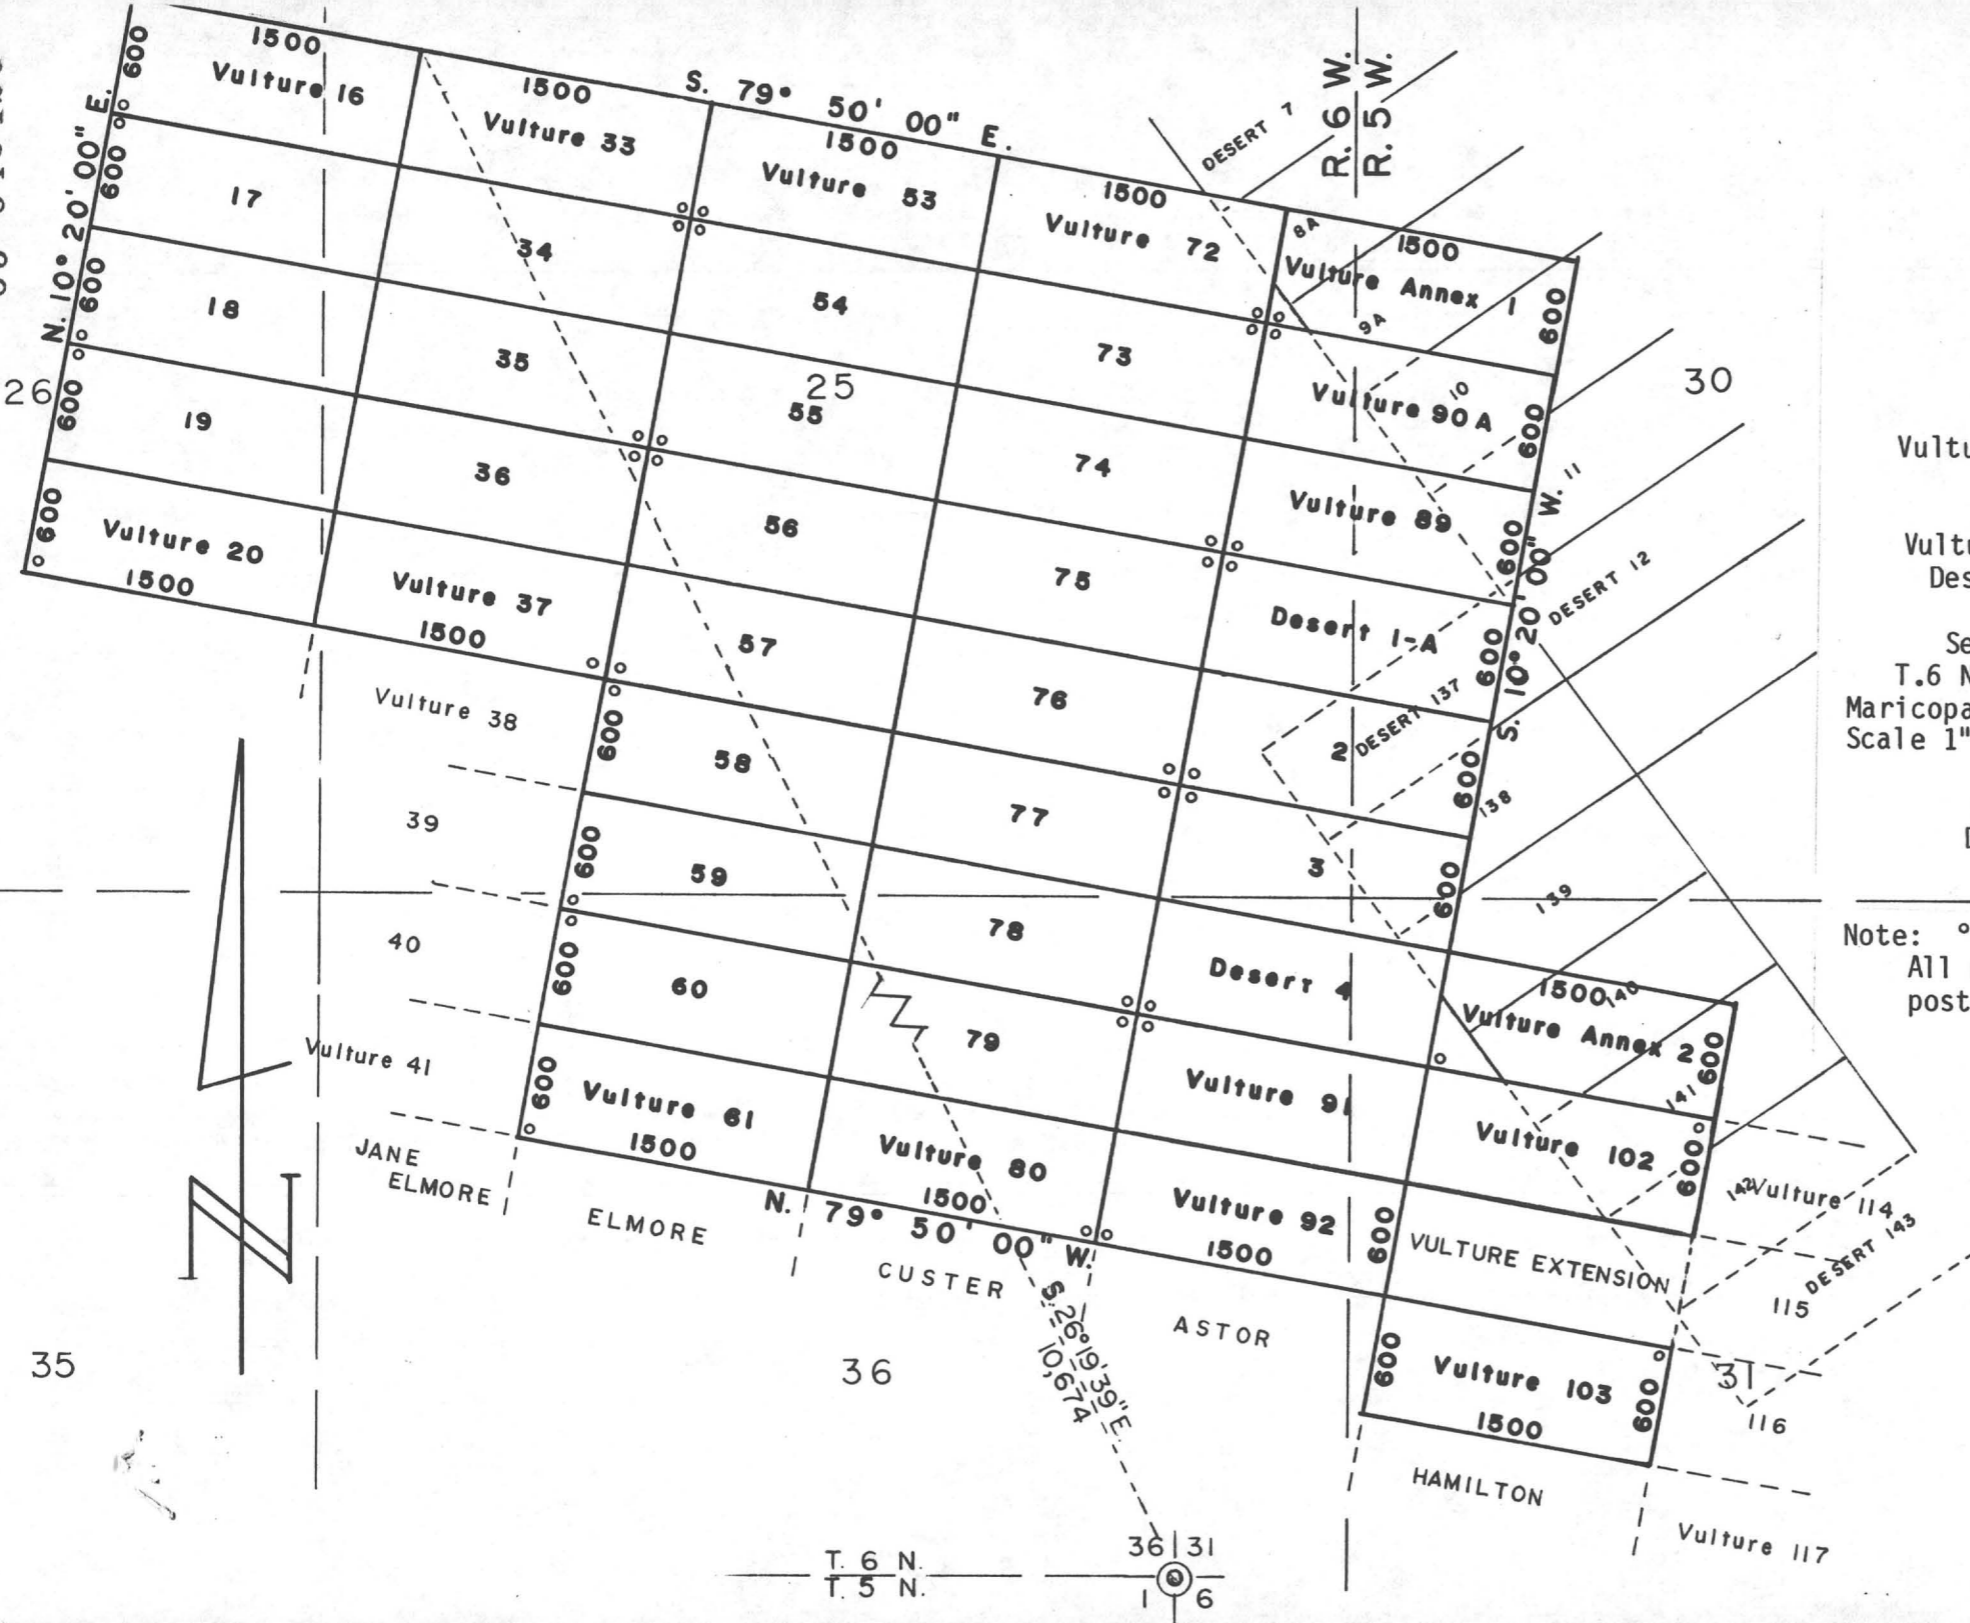 1500
Vulture 16
600
17
600
18
600
19
600
Vulture 20
600
1500
N. 10° 20' 00" E.
1500
Vulture 33
34
35
36
Vulture 37
1500
S. 79° 50' 00" E.
1500
Vulture 53
54
55
56
57
58
600
59
600
60
600
Vulture 61
600
1500
1500
Vulture 72
73
74
75
76
77
78
79
Vulture 80
1500
R. 6 W.
R. 5 W.
DESERT 7
8A
1500
Vulture Annex 1
600
9A
10
Vulture 90A
600
Vulture 89
600
W. 11
Desert 1-A
600
S. 10° 20' 00"
DESERT 12
2
DESERT 137
600
138
3
600
139
Desert 4
1500
140
Vulture Annex 2
600
141
Vulture 91
Vulture 102
600
142
Vulture 114
DESERT 143
Vulture 92
1500
600
VULTURE EXTENSION
115
600
Vulture 103
600
1500
31
116
HAMILTON
Vulture 117
26
25
30
35
36
Vulture 38
39
40
Vulture 41
JANE
ELMORE
ELMORE
N. 79° 50' 00" W.
CUSTER
ASTOR
S. 26° 19' 39" E.
10,674
N
T. 6 N.
T. 5 N.
36 31
1 6
T.6 N
Maricopa
Scale 1"
Note: °
All
post